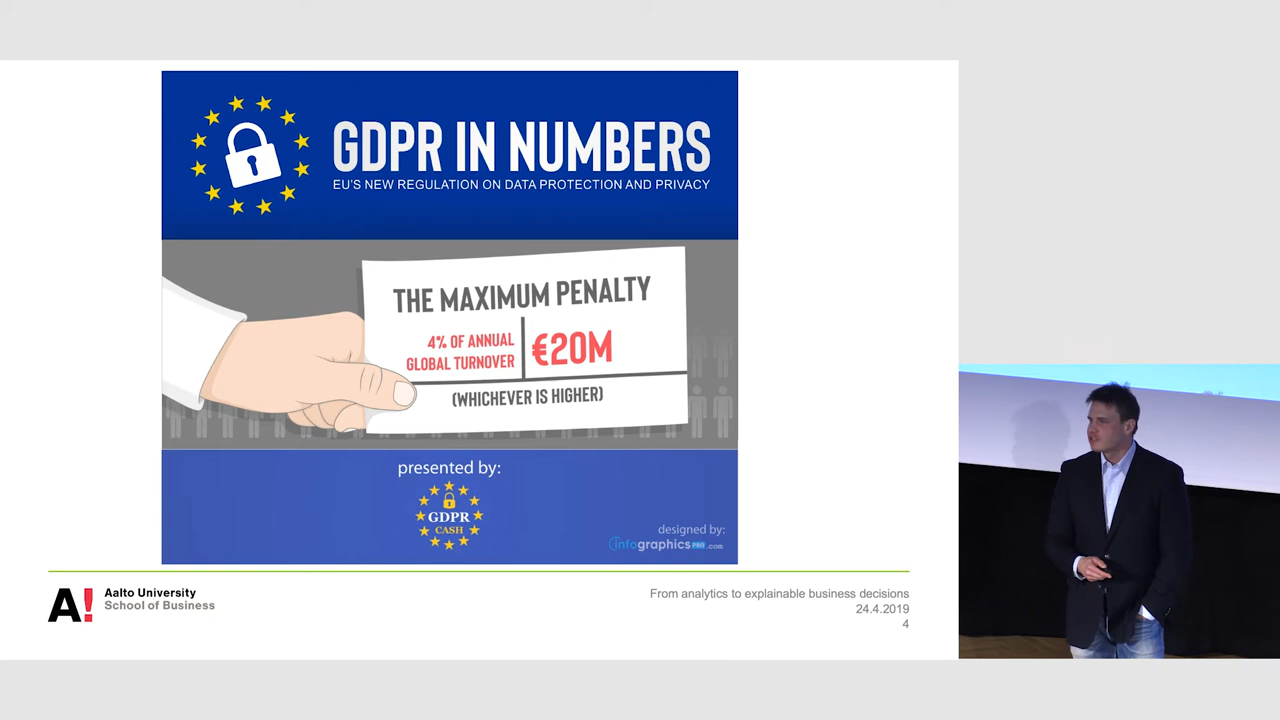 GDPR IN NUMBERS
EU'S NEW REGULATION ON DATA PROTECTION AND PRIVACY
THE MAXIMUM PENALTY
4% OF ANNUAL
GLOBAL TURNOVER
€20M
(WHICHEVER IS HIGHER)
presented by:
GDPR
CASH
designed by:
infographicsPRO.com
A!
Aalto University
School of Business
From analytics to explainable business decisions
24.4.2019
4